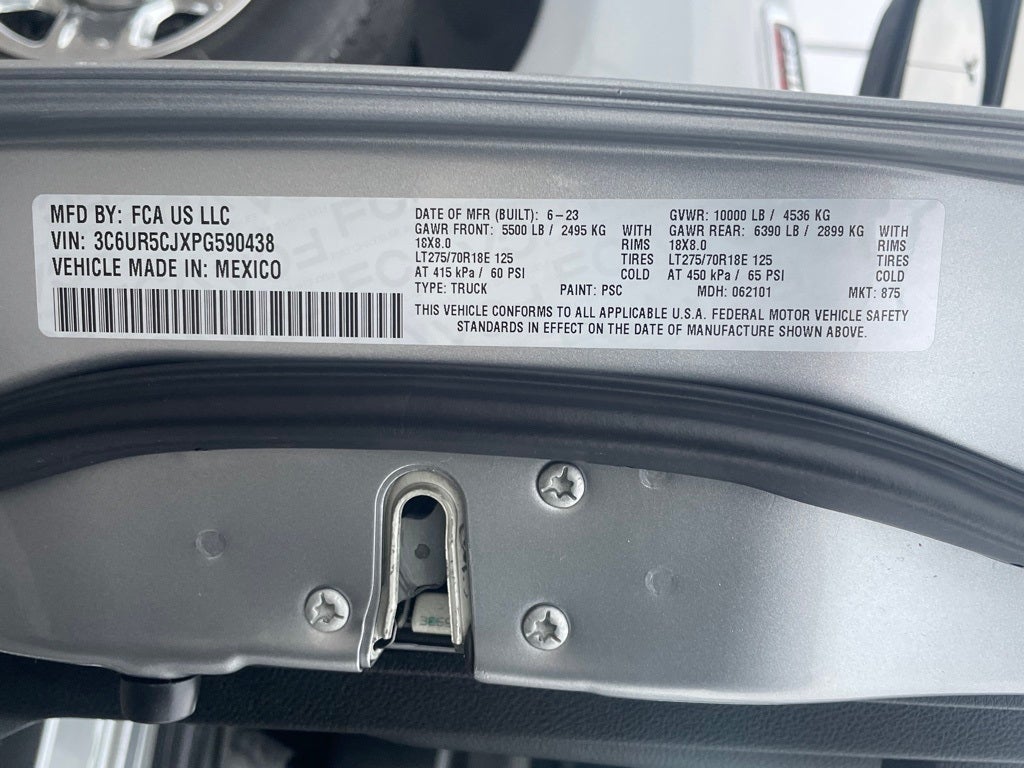 MFD BY: FCA US LLC
VIN: 3C6UR5CJXPG590438
VEHICLE MADE IN: MEXICO
DATE OF MFR (BUILT): 6-23 GVWR: 10000 LB / 4536 KG
GAWR FRONT: 5500 LB / 2495 KG WITH GAWR REAR: 6390 LB / 2899 KG WITH
18X8.0 RIMS 18X8.0 RIMS
LT275/70R18E 125 TIRES LT275/70R18E 125 TIRES
AT 415 kPa / 60 PSI COLD AT 450 kPa / 65 PSI COLD
TYPE: TRUCK PAINT: PSC MDH: 062101 MKT: 875
THIS VEHICLE CONFORMS TO ALL APPLICABLE U.S.A. FEDERAL MOTOR VEHICLE SAFETY
STANDARDS IN EFFECT ON THE DATE OF MANUFACTURE SHOWN ABOVE.